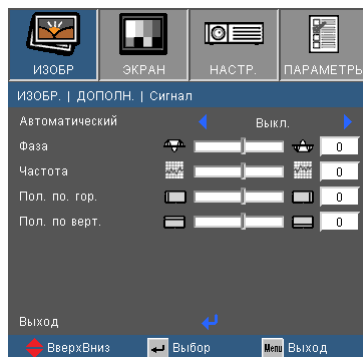 ИЗОБР ЭКРАН НАСТР. ПАРАМЕТРЫ
ИЗОБР. | ДОПОЛН. | Сигнал
Автоматический Выкл.
Фаза 0
Частота 0
Пол. по. гор. 0
Пол. по верт. 0
Выход
ВверхВниз Выбор Menu Выход